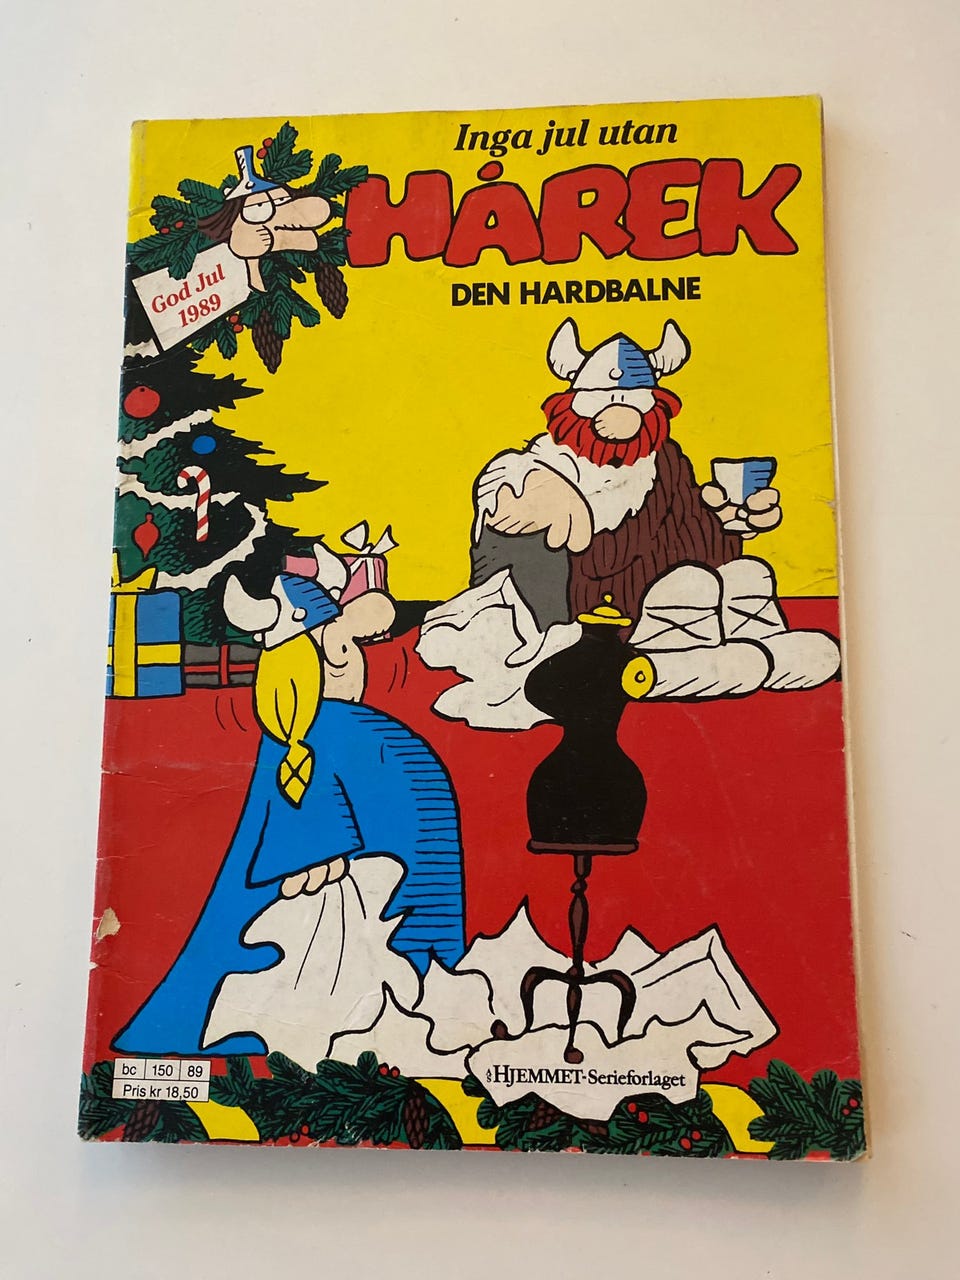 Inga jul utan
HÅREK
DEN HARDBALNE
God Jul
1989
bc 150 89
Pris kr 18,50
A/S HJEMMET-Serieforlaget